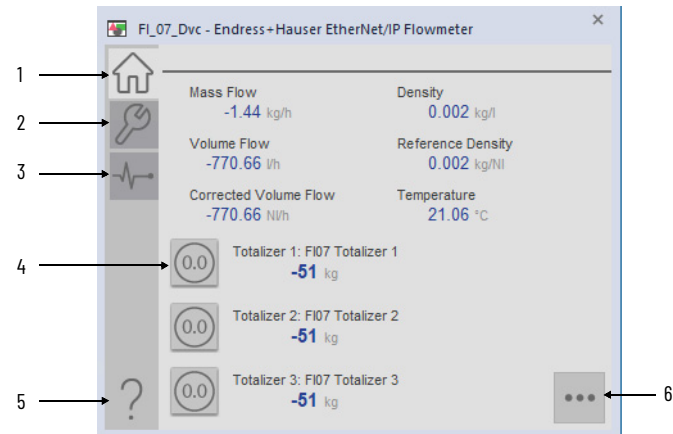 FI_07_Dvc - Endress+Hauser EtherNet/IP Flowmeter
1
Mass Flow
-1.44 kg/h
Density
0.002 kg/l
2
Volume Flow
-770.66 l/h
Reference Density
0.002 kg/Nl
3
Corrected Volume Flow
-770.66 Nl/h
Temperature
21.06 °C
4
0.0
Totalizer 1: FI07 Totalizer 1
-51 kg
0.0
Totalizer 2: FI07 Totalizer 2
-51 kg
5
?
0.0
Totalizer 3: FI07 Totalizer 3
-51 kg
6